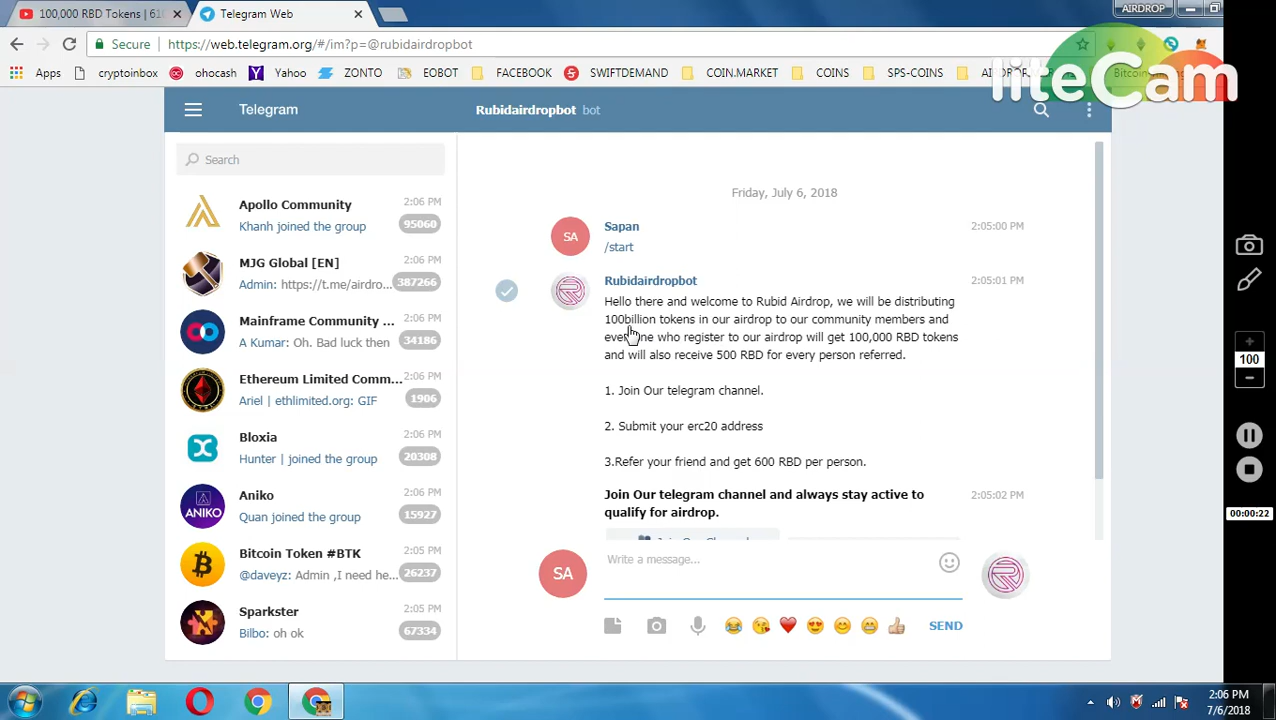 100,000 RBD Tokens | 61
Telegram Web
AIRDROP
Secure
https://web.telegram.org/#/im?p=@rubidairdropbot
Apps
cryptoinbox
ohocash
Yahoo
ZONTO
EOBOT
FACEBOOK
SWIFTDEMAND
COIN.MARKET
COINS
SPS-COINS
liteCam
Telegram
Rubidairdropbot bot
Search
Apollo Community
2:06 PM
Khanh joined the group
95060
MJG Global [EN]
2:06 PM
Admin: https://t.me/airdro...
387266
Mainframe Community ...
2:06 PM
A Kumar: Oh. Bad luck then
34186
Ethereum Limited Comm...
2:06 PM
Ariel | ethlimited.org: GIF
1906
Bloxia
2:06 PM
Hunter | joined the group
20308
Aniko
2:06 PM
Quan joined the group
15927
Bitcoin Token #BTK
2:05 PM
@daveyz: Admin ,I need he...
26237
Sparkster
2:05 PM
Bilbo: oh ok
67334
Friday, July 6, 2018
SA
Sapan
2:05:00 PM
/start
Rubidairdropbot
2:05:01 PM
Hello there and welcome to Rubid Airdrop, we will be distributing
100billion tokens in our airdrop to our community members and
everyone who register to our airdrop will get 100,000 RBD tokens
and will also receive 500 RBD for every person referred.
1. Join Our telegram channel.
2. Submit your erc20 address
3.Refer your friend and get 600 RBD per person.
Join Our telegram channel and always stay active to
qualify for airdrop.
2:05:02 PM
SA
Write a message...
SEND
100
00:00:22
2:06 PM
7/6/2018